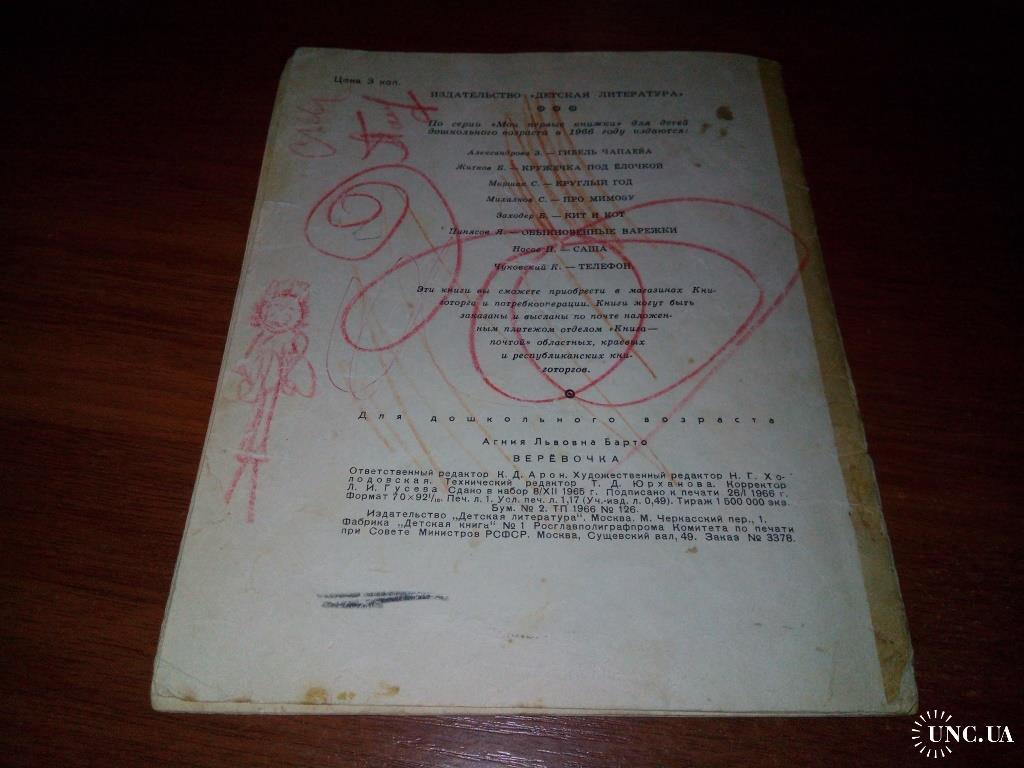 Цена 3 коп.
ИЗДАТЕЛЬСТВО «ДЕТСКАЯ ЛИТЕРАТУРА»
По серии «Мои первые книжки» для детей
дошкольного возраста в 1966 году издаются:
Александрова З. — ГИБЕЛЬ ЧАПАЕВА
Житков Б. — КРУЖЕЧКА ПОД ЁЛОЧКОЙ
Маршак С. — КРУГЛЫЙ ГОД
Михалков С. — ПРО МИМОЗУ
Заходер Б. — КИТ И КОТ
Пинясов Я. — ОБЫКНОВЕННЫЕ ВАРЕЖКИ
Носов Н. — САША
Чуковский К. — ТЕЛЕФОН
Эти книги вы сможете приобрести в магазинах Кни-
готорга и потребкооперации. Книги могут быть
заказаны и высланы по почте наложен-
ным платежом отделом «Книга—
почтой» областных, краевых
и республиканских кни-
готоргов.
Для дошкольного возраста
Агния Львовна Барто
ВЕРЁВОЧКА
Ответственный редактор К. Д. Арон. Художественный редактор Н. Г. Хо-
лодовская. Технический редактор Т. Д. Юрханова. Корректор
Л. И. Гусева. Сдано в набор 8/XII 1965 г. Подписано к печати 26/I 1966 г.
Формат 70×92¹/₁₆. Печ. л. 1. Усл. печ. л. 1,17 (Уч.-изд. л. 0,49). Тираж 1 500 000 экз.
Бум. № 2. ТП 1966 № 126.
Издательство „Детская литература". Москва. М. Черкасский пер., 1.
Фабрика „Детская книга" № 1 Росглавполиграфпрома Комитета по печати
при Совете Министров РСФСР. Москва, Сущевский вал, 49. Заказ № 3378.
UNC.UA